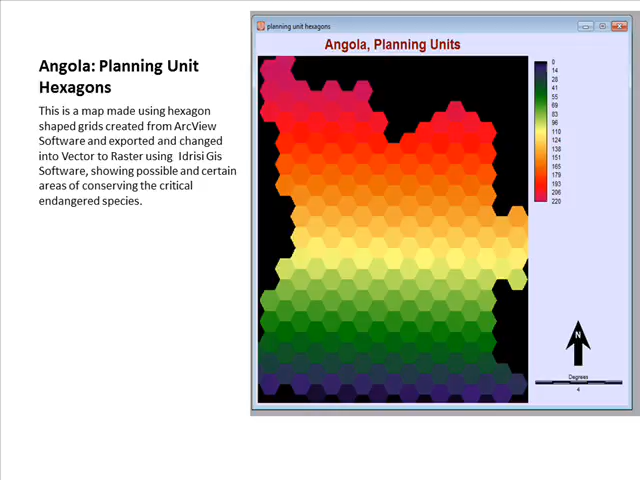 Angola: Planning Unit
Hexagons
This is a map made using hexagon
shaped grids created from ArcView
Software and exported and changed
into Vector to Raster using  Idrisi Gis
Software, showing possible and certain
areas of conserving the critical
endangered species.
planning unit hexagons
Angola, Planning Units
0
14
28
41
55
69
83
96
110
124
138
151
165
179
193
206
220
N
Degrees
4